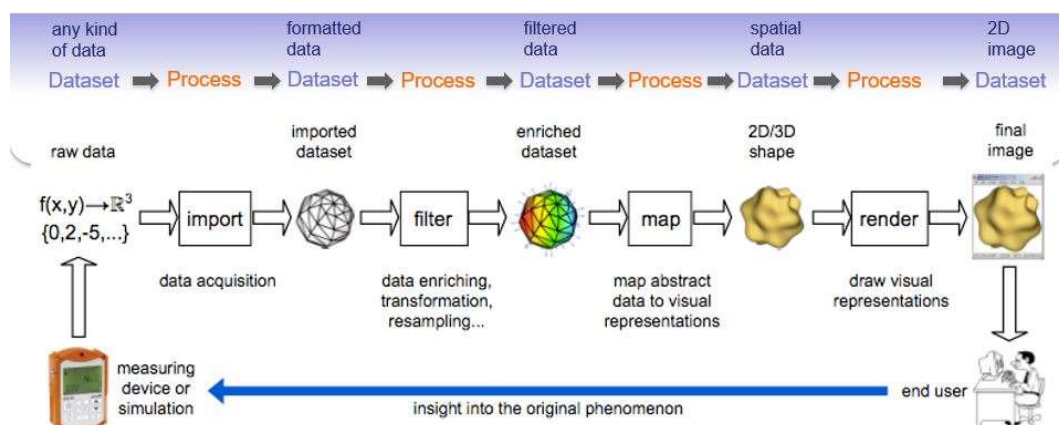 any kind
of data
formatted
data
filtered
data
spatial
data
2D
image
Dataset Process Dataset Process Dataset Process Dataset Process Dataset
raw data
imported
dataset
enriched
dataset
2D/3D
shape
final
image
f(x,y)→ℝ³
{0,2,-5,...}
import
filter
map
render
data acquisition
data enriching,
transformation,
resampling...
map abstract
data to visual
representations
draw visual
representations
measuring
device or
simulation
insight into the original phenomenon
end user